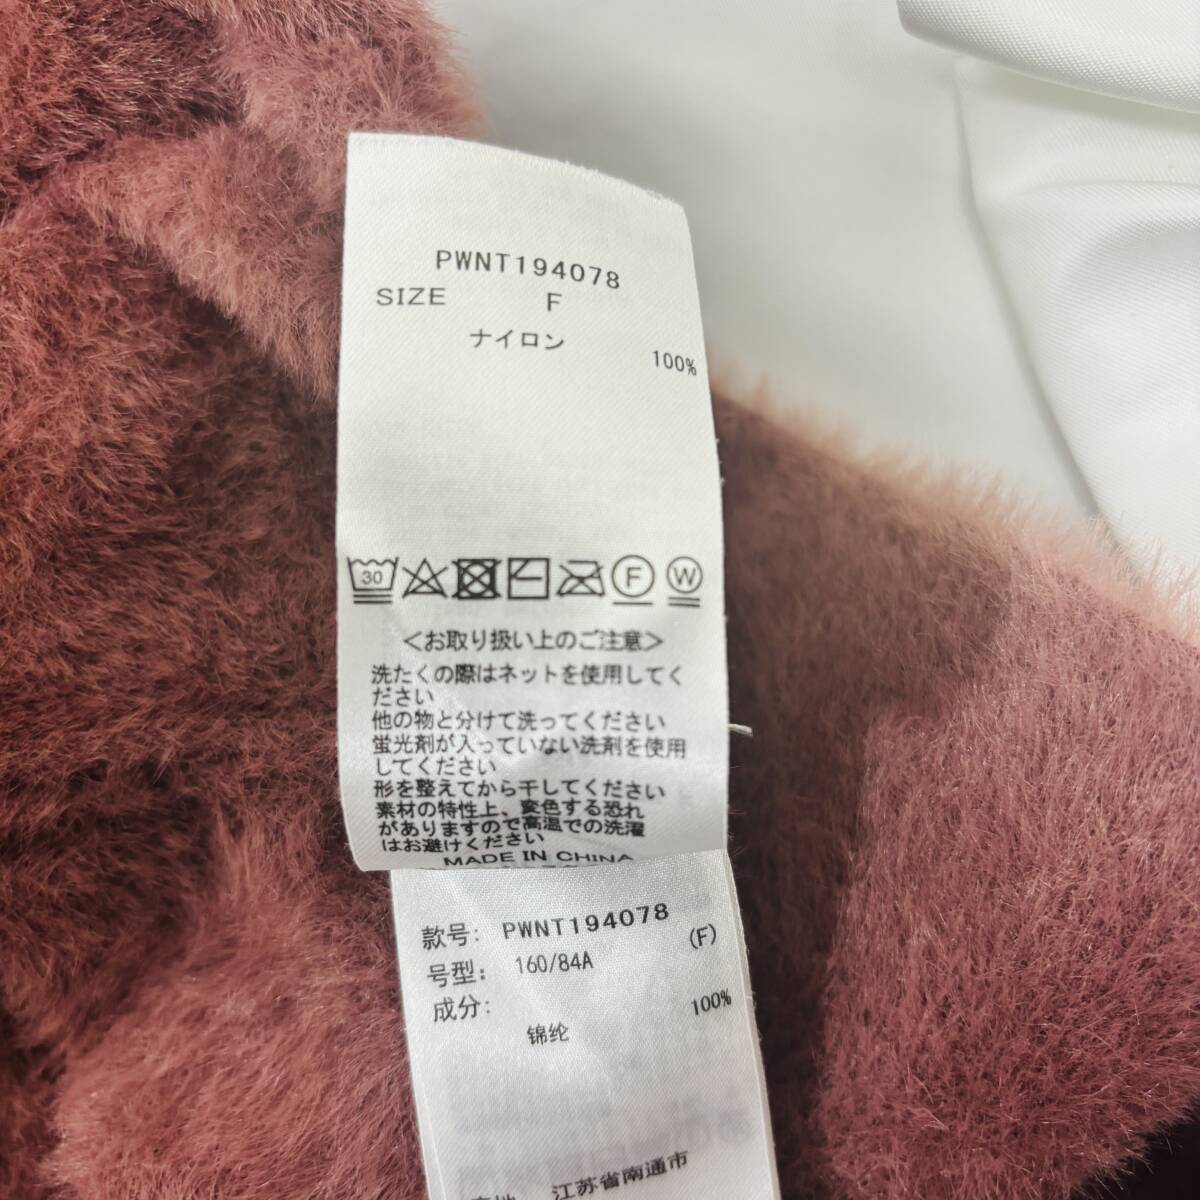 PWNT194078
SIZE F
ナイロン
100%
30 F W
<お取り扱い上のご注意>
洗たくの際はネットを使用してく
ださい
他の物と分けて洗ってください
蛍光剤が入っていない洗剤を使用
してください
形を整えてから干してください
素材の特性上、変色する恐れ
がありますので高温での洗濯
はお避けください
MADE IN CHINA
款号: PWNT194078
号型: 160/84A (F)
成分: 100%
锦纶
江苏省南通市